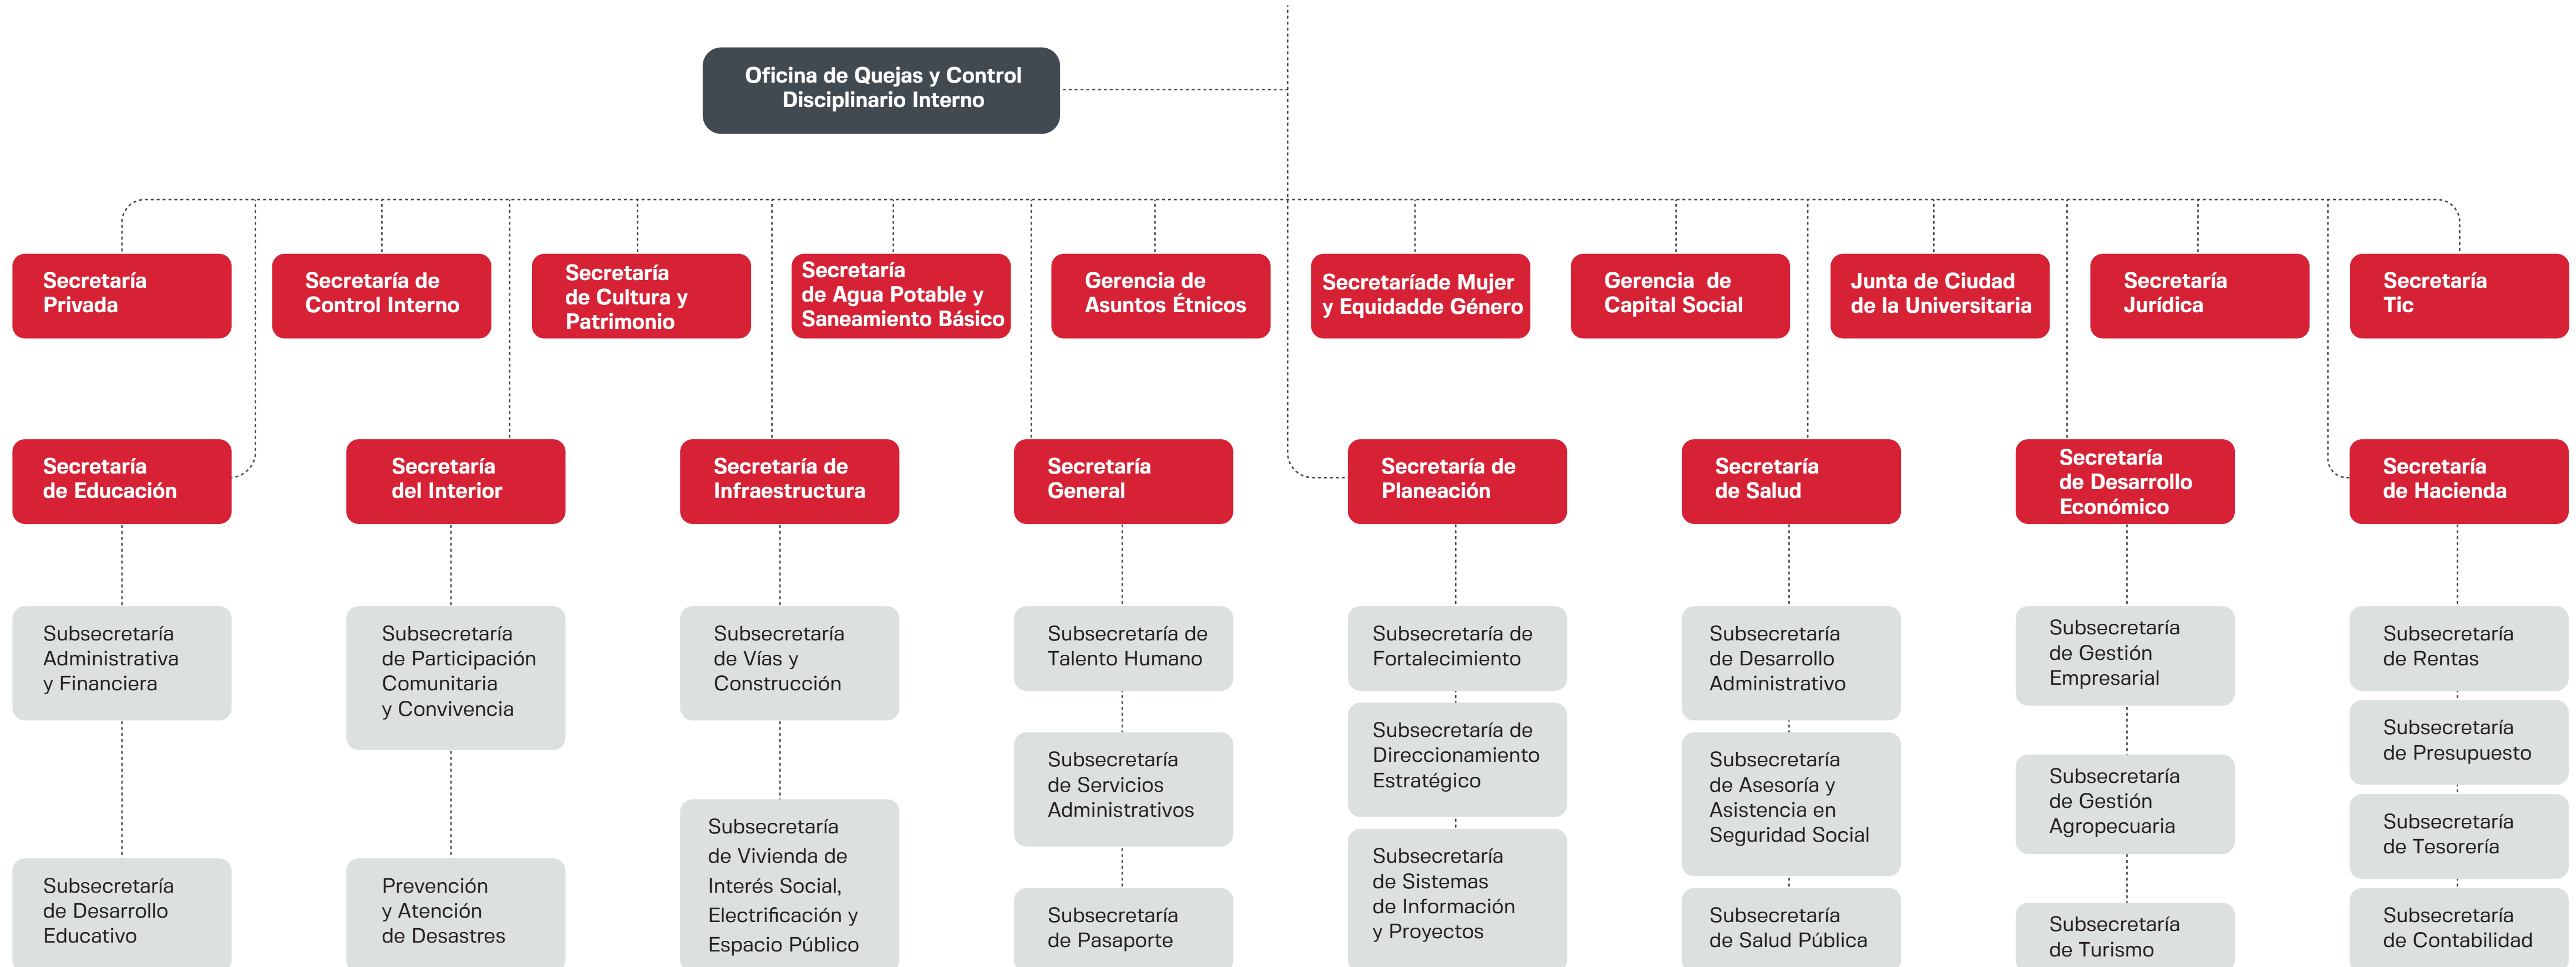 Oficina de Quejas y Control
Disciplinario Interno
Secretaría
Privada
Secretaría de
Control Interno
Secretaría
de Cultura y
Patrimonio
Secretaría
de Agua Potable y
Saneamiento Básico
Gerencia de
Asuntos Étnicos
Secretaríade Mujer
y Equidadde Género
Gerencia de
Capital Social
Junta de Ciudad
de la Universitaria
Secretaría
Jurídica
Secretaría
Tic
Secretaría
de Educación
Secretaría
del Interior
Secretaría de
Infraestructura
Secretaría
General
Secretaría de
Planeación
Secretaría
de Salud
Secretaría
de Desarrollo
Económico
Secretaría
de Hacienda
Subsecretaría
Administrativa
y Financiera
Subsecretaría
de Desarrollo
Educativo
Subsecretaría
de Participación
Comunitaria
y Convivencia
Prevención
y Atención
de Desastres
Subsecretaría
de Vías y
Construcción
Subsecretaría
de Vivienda de
Interés Social,
Electrificación y
Espacio Público
Subsecretaría de
Talento Humano
Subsecretaría
de Servicios
Administrativos
Subsecretaría
de Pasaporte
Subsecretaría de
Fortalecimiento
Subsecretaría de
Direccionamiento
Estratégico
Subsecretaría
de Sistemas
de Información
y Proyectos
Subsecretaría
de Desarrollo
Administrativo
Subsecretaría
de Asesoría y
Asistencia en
Seguridad Social
Subsecretaría
de Salud Pública
Subsecretaría
de Gestión
Empresarial
Subsecretaría
de Gestión
Agropecuaria
Subsecretaría
de Turismo
Subsecretaría
de Rentas
Subsecretaría
de Presupuesto
Subsecretaría
de Tesorería
Subsecretaría
de Contabilidad